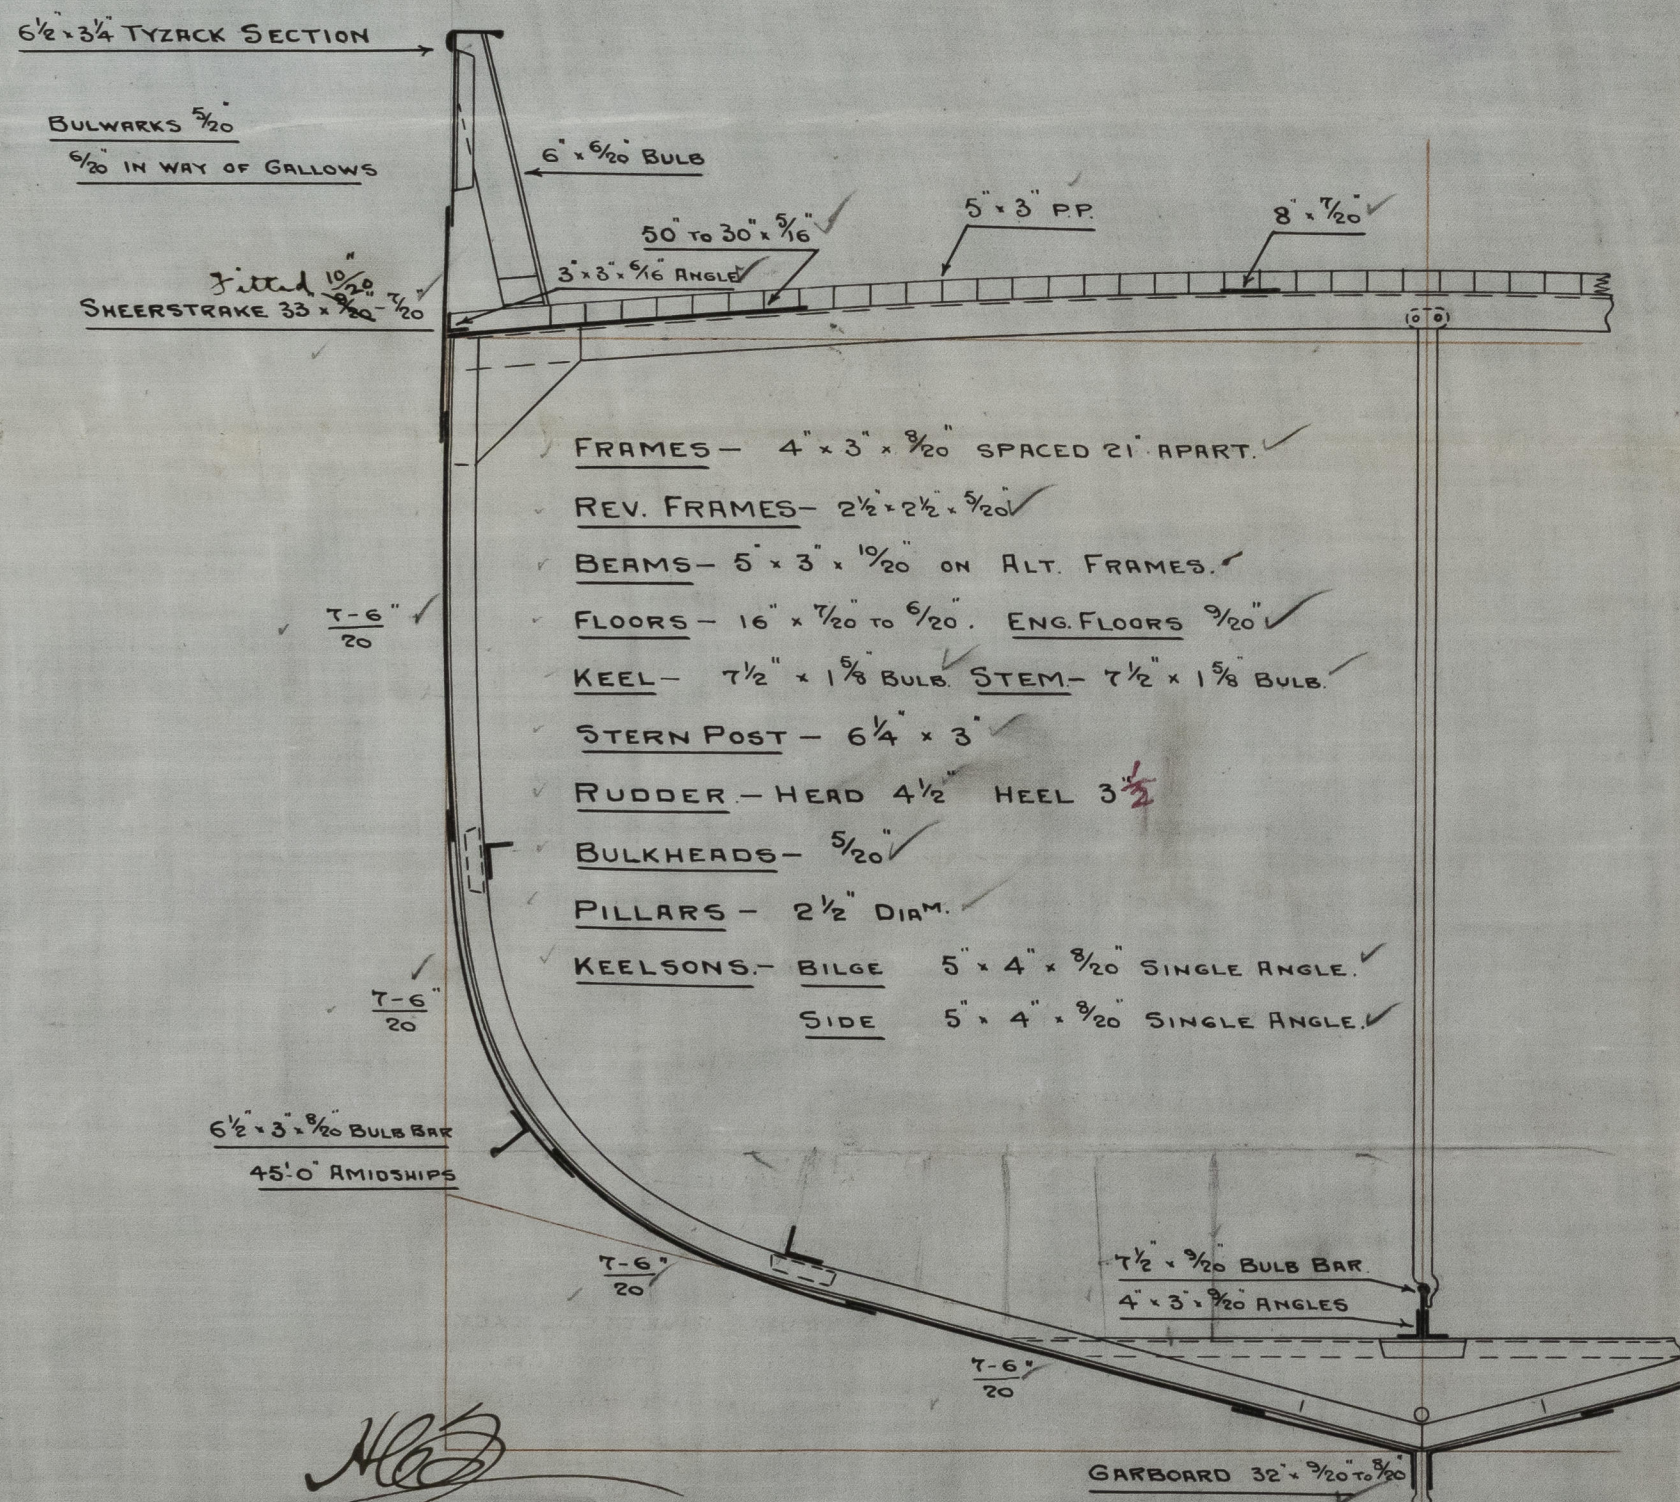 6½" × 3¼" TYZACK SECTION
BULWARKS 5/20"
6/20" IN WAY OF GALLOWS
6" × 6/20" BULB
50" TO 30" × 5/16"
3" × 3" × 6/16" ANGLE
5" × 3" P.P.
8" × 7/20"
Fitted 10/20"
SHEERSTRAKE 33" × 9/20" - 7/20"
FRAMES - 4" × 3" × 8/20" SPACED 21" APART.
REV. FRAMES - 2½" × 2½" × 5/20"
BEAMS - 5" × 3" × 10/20" ON ALT. FRAMES.
7-6"/20
FLOORS - 16" × 7/20" TO 6/20". ENG. FLOORS 9/20"
KEEL - 7½" × 1⅝" BULB. STEM - 7½" × 1⅝" BULB.
STERN POST - 6¼" × 3"
RUDDER - HEAD 4½" HEEL 3"½
BULKHEADS - 5/20"
PILLARS - 2½" DIAM.
KEELSONS. - BILGE 5" × 4" × 8/20" SINGLE ANGLE.
7-6"/20
SIDE 5" × 4" × 8/20" SINGLE ANGLE.
6½" × 3" × 8/20" BULB BAR
45'-0" AMIDSHIPS
7-6"/20
7½" × 9/20" BULB BAR
4" × 3" × 9/20" ANGLES
7-6"/20
GARBOARD 32" × 9/20" TO 8/20"